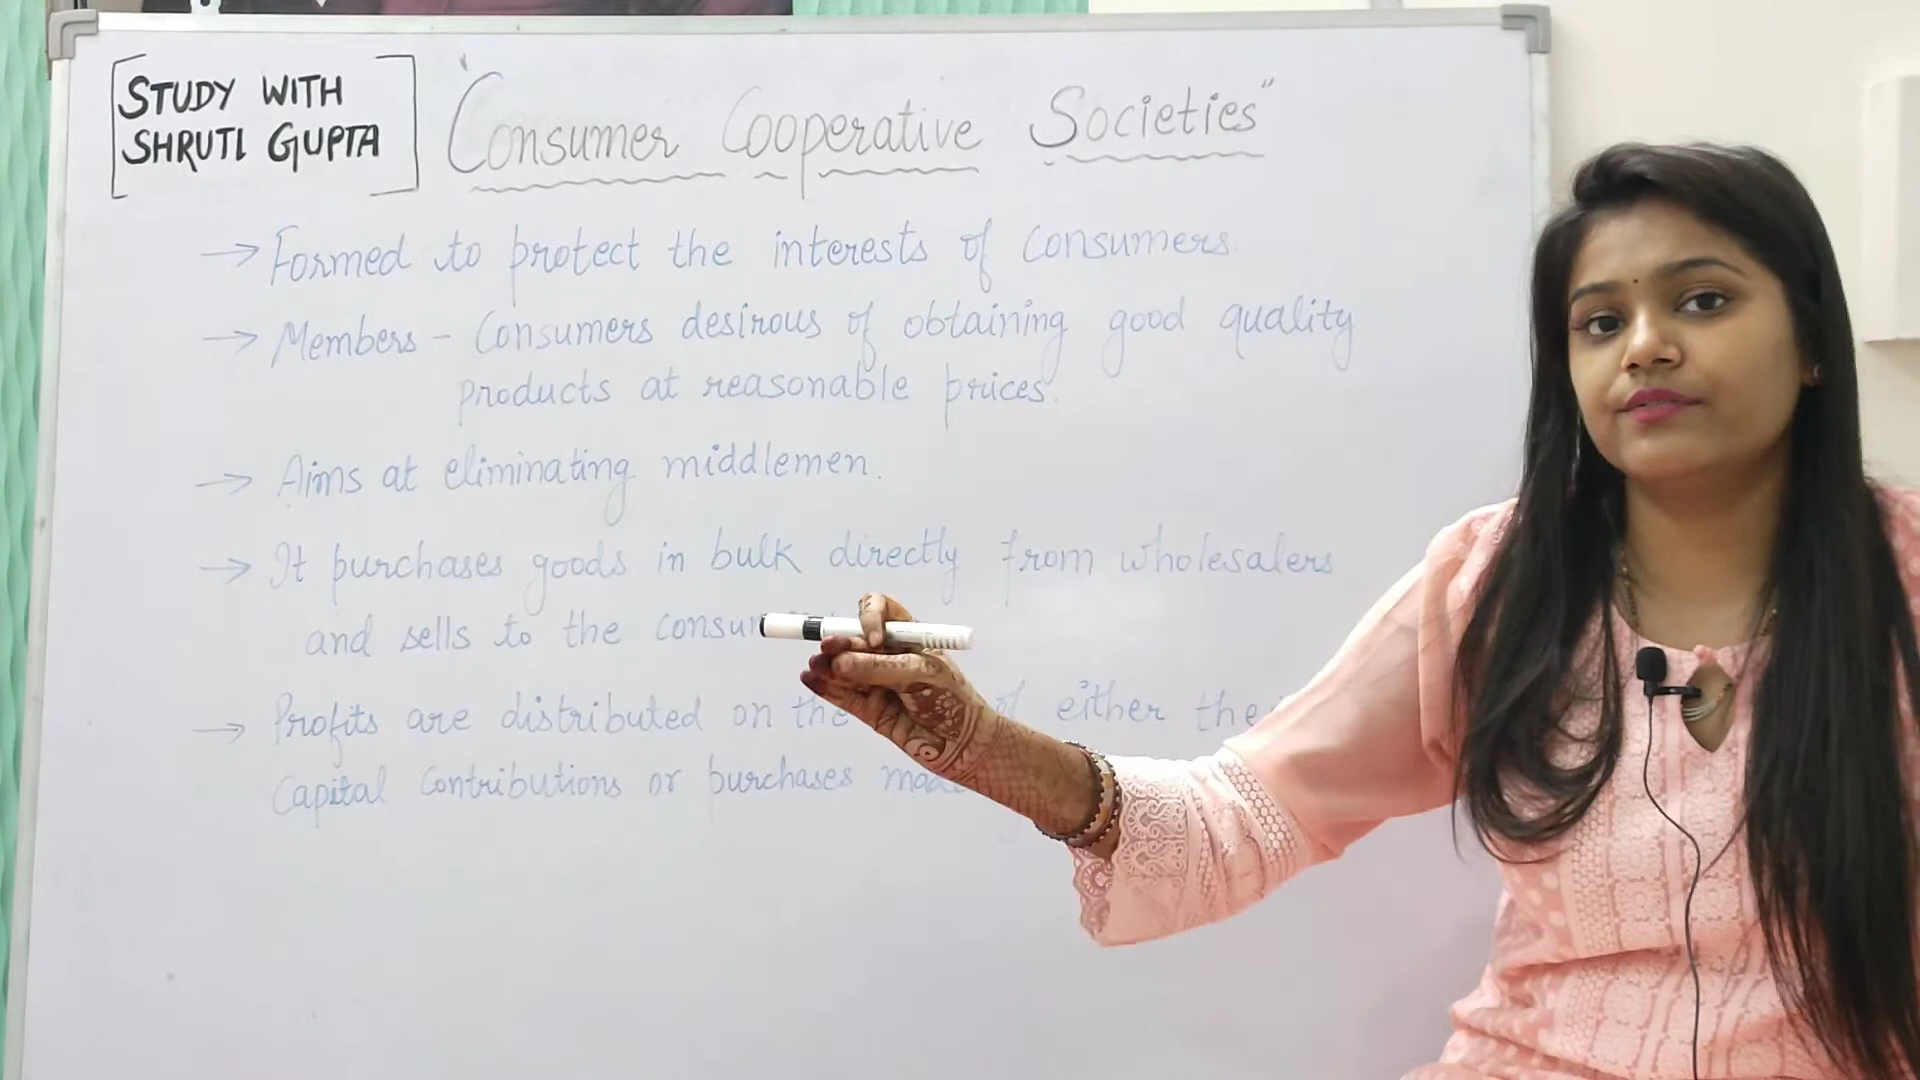 STUDY WITH
SHRUTI GUPTA
"Consumer Cooperative Societies"
→ Formed to protect the interests of consumers.
→ Members - Consumers desirous of obtaining good quality
products at reasonable prices.
→ Aims at eliminating middlemen.
→ It purchases goods in bulk directly from wholesalers
and sells to the
→ Profits are distributed on the of either
Capital Contributions or purchases